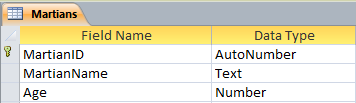 Martians
Field Name Data Type
MartianID AutoNumber
MartianName Text
Age Number